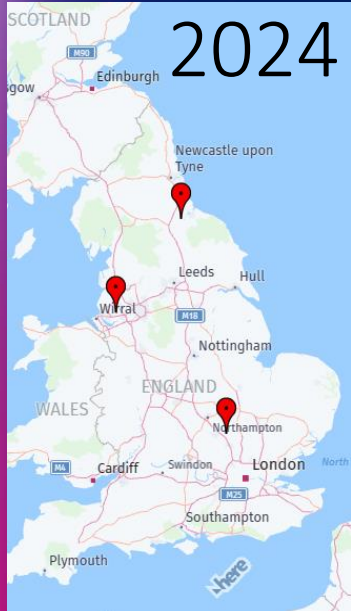 SCOTLAND
2024
M90
gow
Edinburgh
Newcastle upon
Tyne
Leeds
Hull
Wirral
M18
Nottingham
ENGLAND
WALES
Northampton
M4
Cardiff
Swindon
London
North
M25
Southampton
Plymouth
here